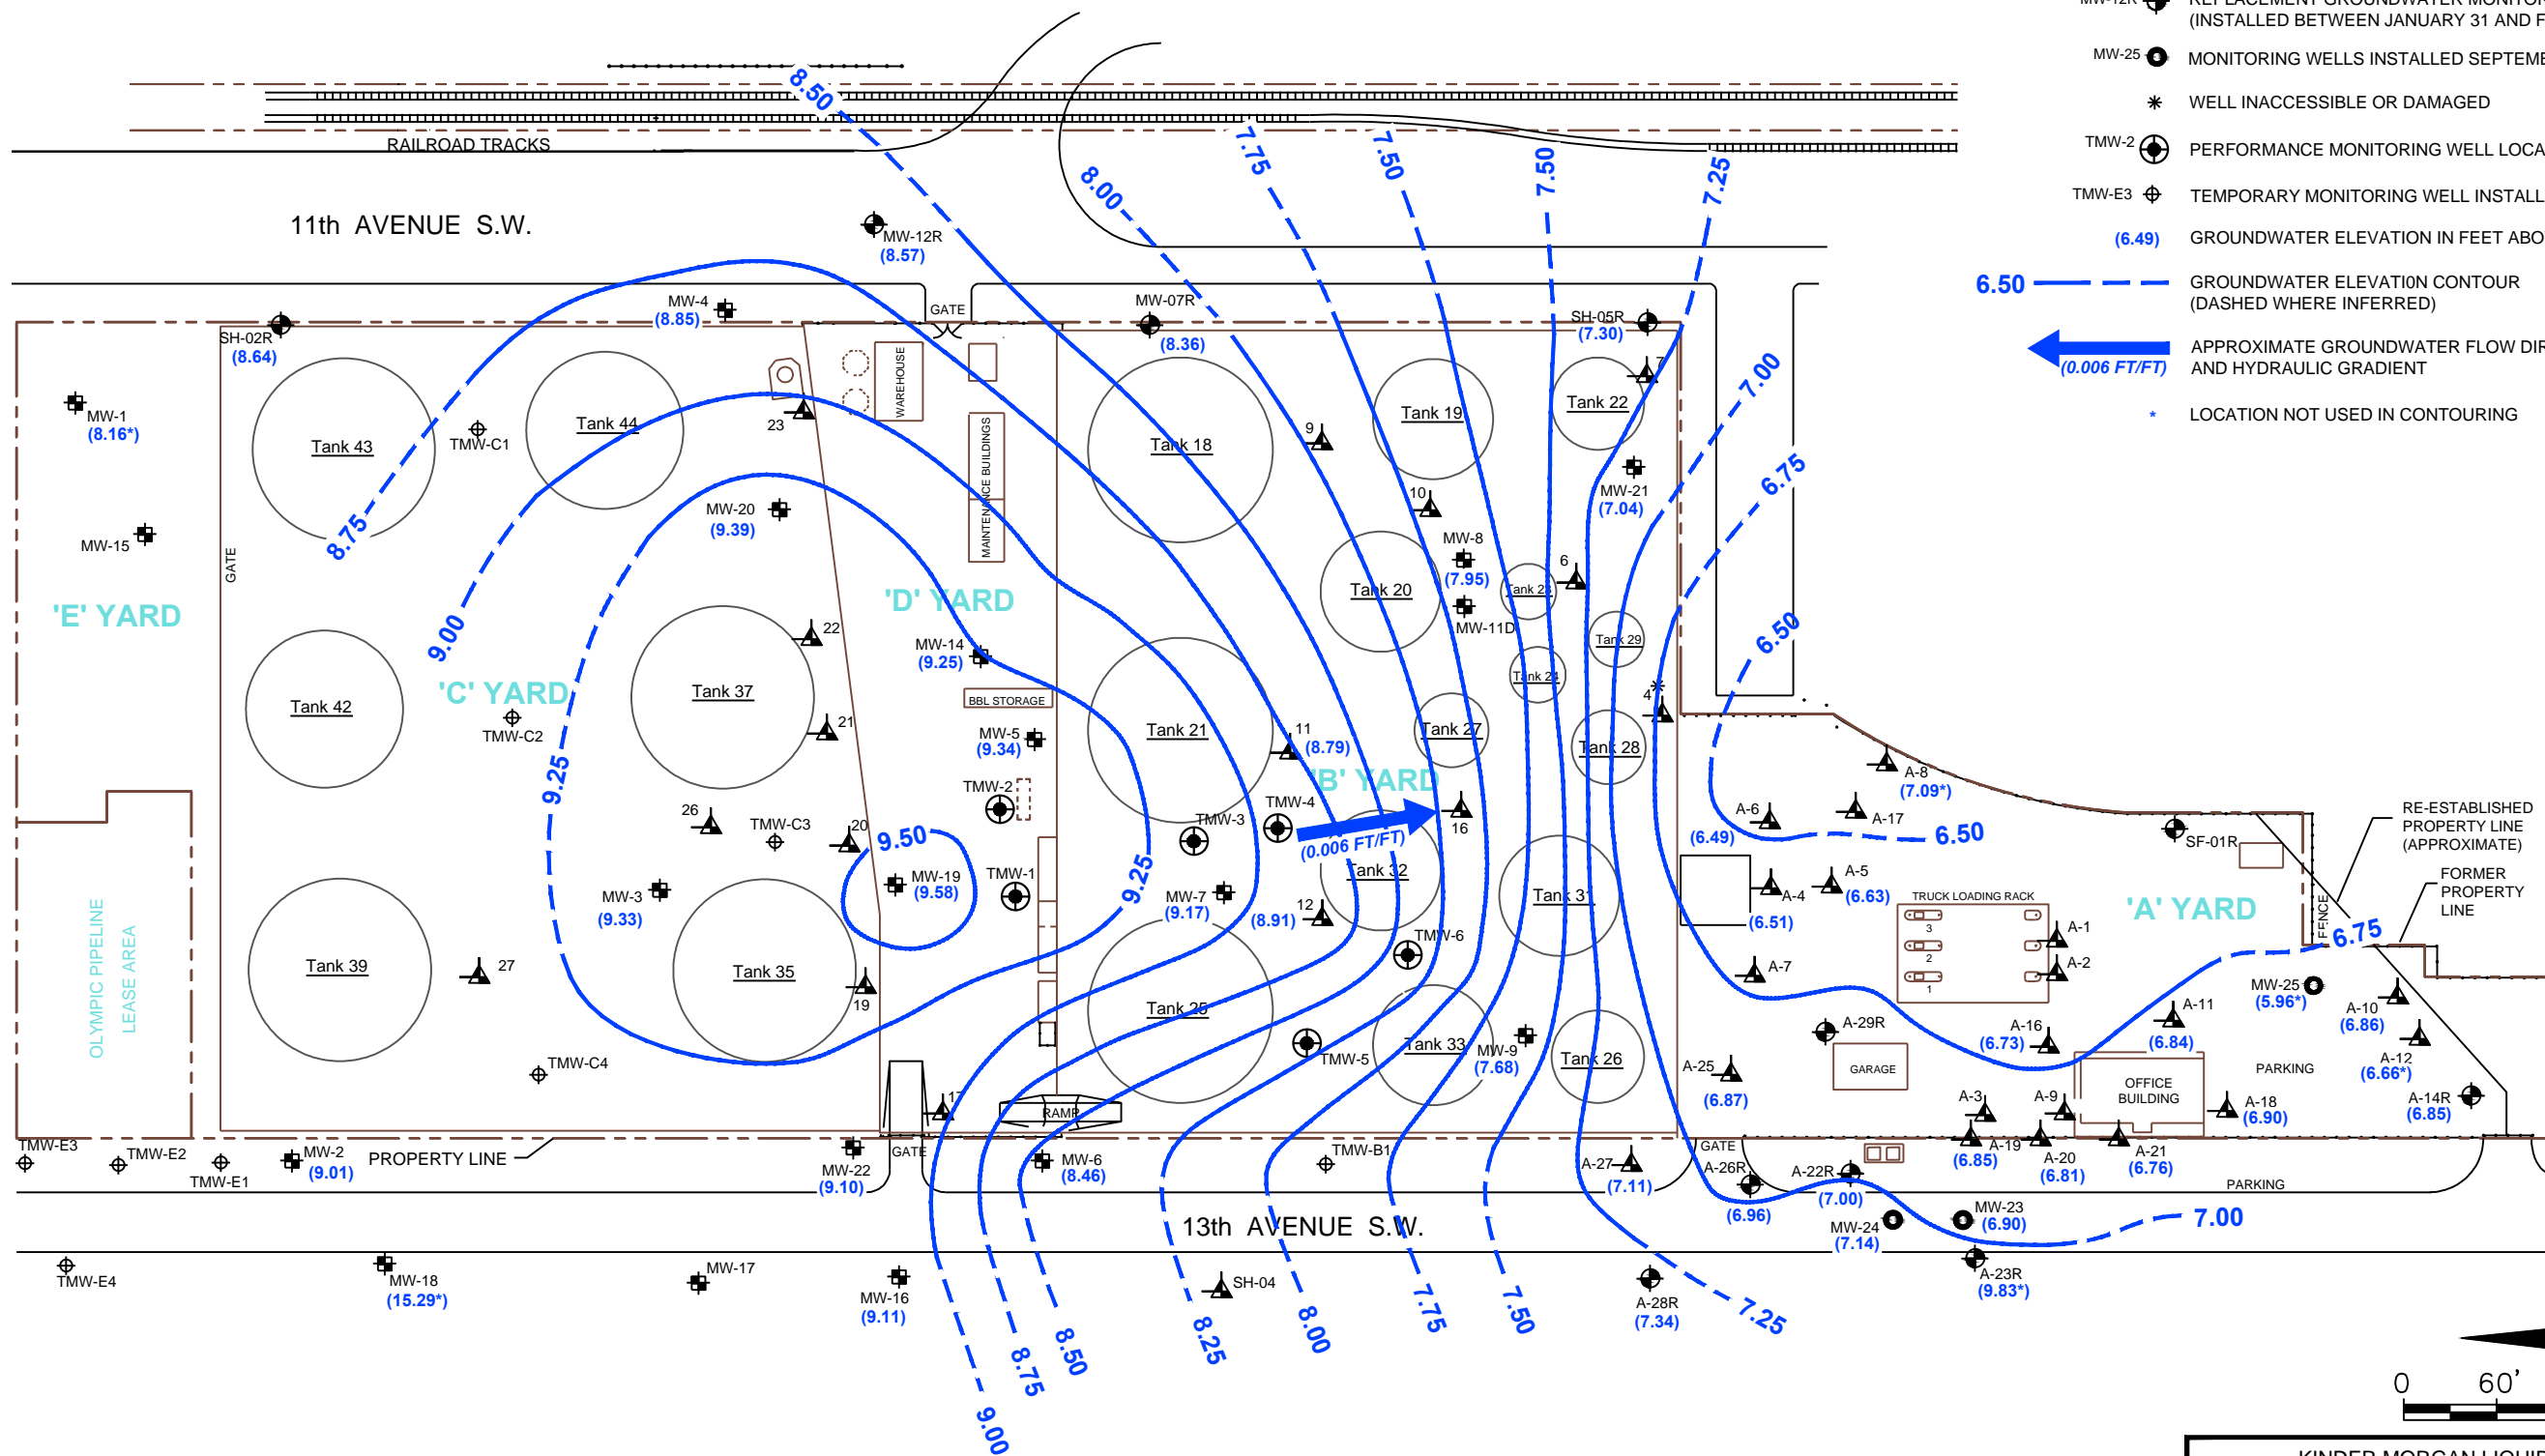 MW-12R
REPLACEMENT GROUNDWATER
(INSTALLED BETWEEN JANUARY 31 AND F
MW-25
MONITORING WELLS INSTALLED SEPTEME
* WELL INACCESSIBLE OR DAMAGED
TMW-2
PERFORMANCE MONITORING WELL LOCA
TMW-E3
TEMPORARY MONITORING WELL INSTALL
(6.49)
GROUNDWATER ELEVATION IN FEET ABO
6.50
GROUNDWATER ELEVATI0N CONTOUR
(DASHED WHERE INFERRED)
APPROXIMATE GROUNDWATER FLOW DIR
(0.006 FT/FT)
AND HYDRAULIC GRADIENT
* LOCATION NOT USED IN CONTOURING
8.50
RAILROAD TRACKS
7.75
7.50
7.50
7.25
8.00
11th AVENUE S.W.
MW-12R
(8.57)
MW-4
(8.85)
GATE
MW-07R
(8.36)
SH-05R
(7.30)
SH-02R
(8.64)
MW-1
(8.16*)
Tank 43
TMW-C1
Tank 44
23
WAREHOUSE
MAINTENANCE BUILDINGS
Tank 18
9
Tank 19
Tank 22
7
7.00
10
MW-21
(7.04)
6.75
8.75
MW-15
GATE
MW-20
(9.39)
MW-8
(7.95)
6
Tank 20
Tank 23
MW-11D
Tank 29
6.50
'E' YARD
'D' YARD
9.00
22
MW-14
(9.25)
'C' YARD
Tank 42
TMW-C2
Tank 37
21
BBL STORAGE
MW-5
(9.34)
Tank 21
11
(8.79)
Tank 24
*
4
Tank 27
Tank 28
'B' YARD
9.25
26
TMW-C3
20
9.50
TMW-2
TMW-3
TMW-4
(0.006 FT/FT)
16
Tank 32
A-8
(7.09*)
A-6
(6.49)
A-17
6.50
SF-01R
RE-ESTABLISHED
PROPERTY LINE
(APPROXIMATE)
FORMER
PROPERTY
LINE
MW-3
(9.33)
MW-19
(9.58)
TMW-1
9.25
MW-7
(9.17)
12
(8.91)
Tank 31
A-4
(6.51)
A-5
(6.63)
TRUCK LOADING RACK
3
2
1
A-1
A-2
'A' YARD
FENCE
6.75
OLYMPIC PIPELINE
LEASE AREA
Tank 39
27
Tank 35
19
TMW-6
A-7
MW-25
(5.96*)
A-10
(6.86)
Tank 25
TMW-5
Tank 33
MW-9
(7.68)
Tank 26
A-29R
GARAGE
A-16
(6.73)
A-11
(6.84)
A-12
(6.66*)
PARKING
TMW-C4
17
RAMP
A-25
(6.87)
OFFICE
BUILDING
A-3
A-9
A-18
(6.90)
A-14R
(6.85)
TMW-E3
TMW-E2
TMW-E1
MW-2
(9.01)
PROPERTY LINE
MW-22
(9.10)
GATE
MW-6
(8.46)
TMW-B1
A-27
(7.11)
GATE
A-26R
(6.96)
A-22R
(7.00)
A-19
(6.85)
A-20
(6.81)
A-21
(6.76)
PARKING
13th AVENUE S.W.
MW-24
(7.14)
MW-23
(6.90)
7.00
TMW-E4
MW-18
(15.29*)
MW-17
MW-16
(9.11)
SH-04
A-28R
(7.34)
A-23R
(9.83*)
9.00
8.75
8.50
8.25
8.00
7.75
7.50
7.25
0 60'
KINDER MORGAN LIQUID